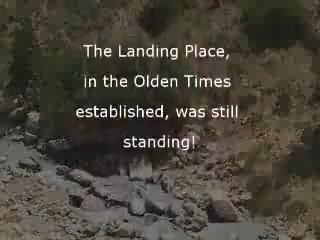 The Landing Place,
in the Olden Times
established, was still
standing!